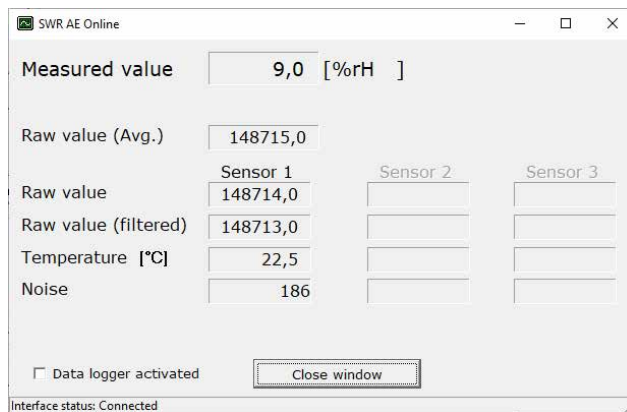 SWR AE Online
Measured value 9,0 [%rH ]
Raw value (Avg.) 148715,0
Sensor 1 Sensor 2 Sensor 3
Raw value 148714,0
Raw value (filtered) 148713,0
Temperature [°C] 22,5
Noise 186
Data logger activated Close window
Interface status: Connected